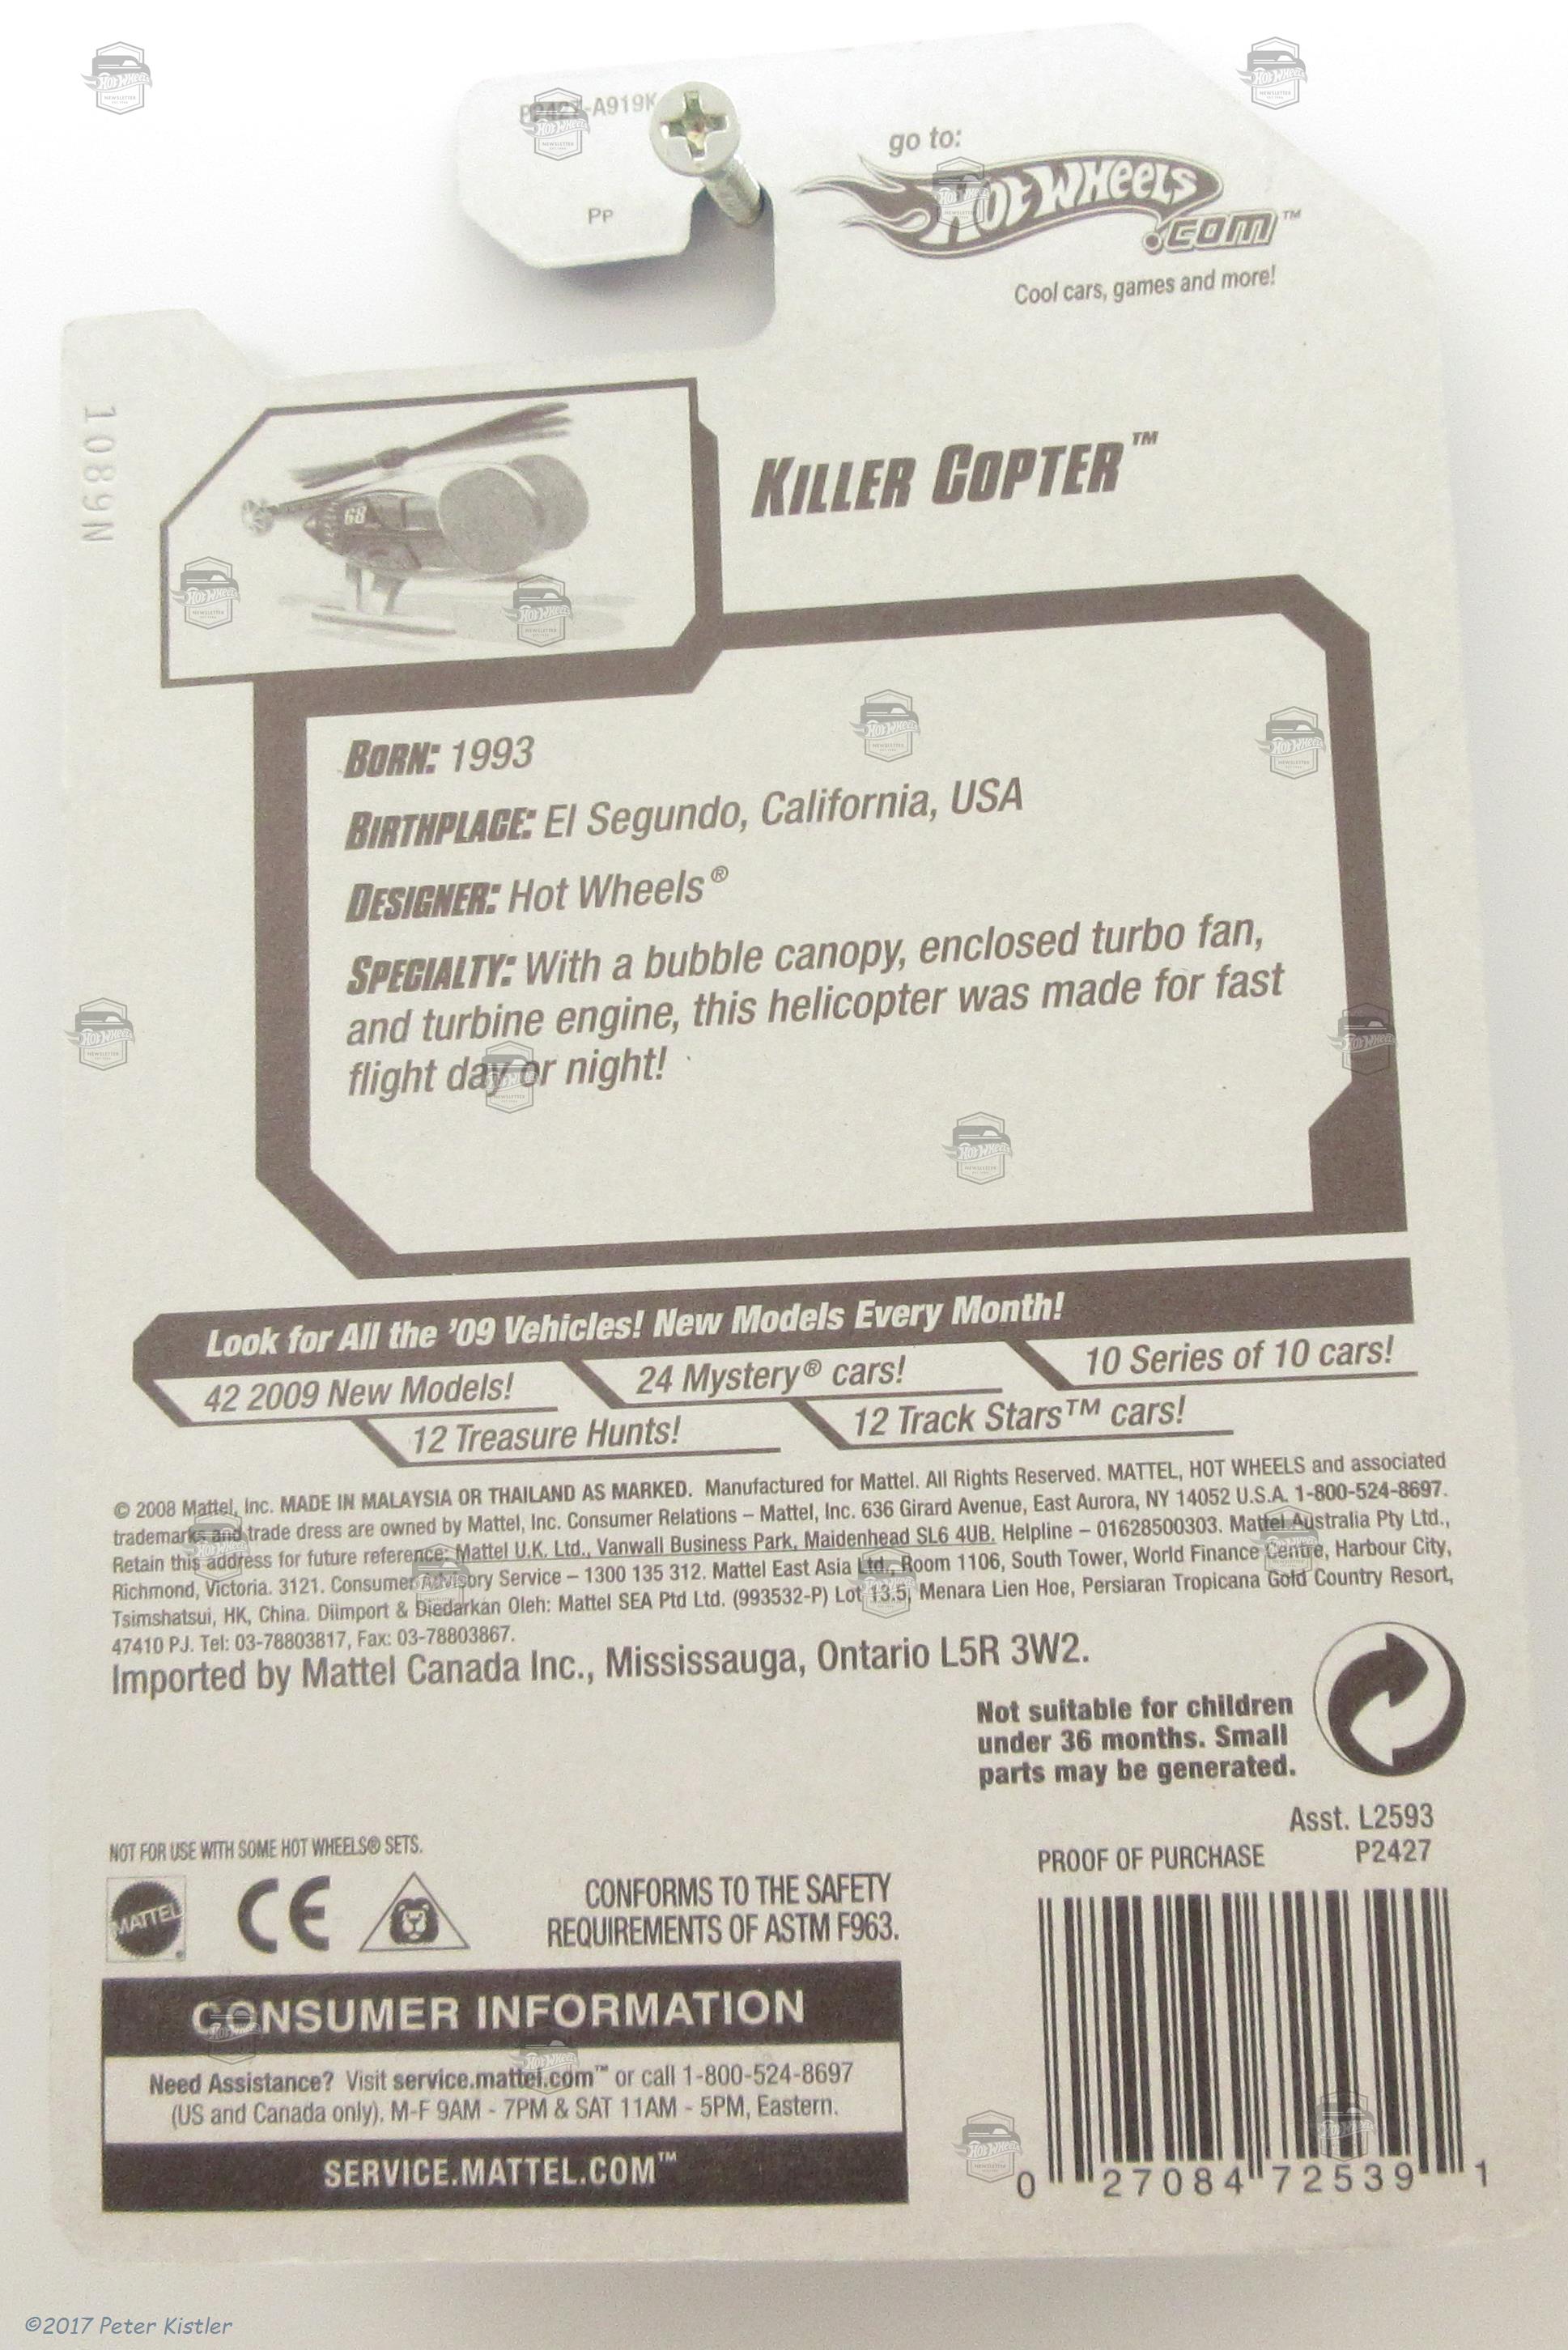 PP427-A919K
Pp
go to:
Hot Wheels
.com™
Cool cars, games and more!
1089N
68
KILLER COPTER™
BORN: 1993
BIRTHPLACE: El Segundo, California, USA
DESIGNER: Hot Wheels®
SPECIALTY: With a bubble canopy, enclosed turbo fan,
and turbine engine, this helicopter was made for fast
flight day or night!
Look for All the '09 Vehicles! New Models Every Month!
42 2009 New Models!
24 Mystery® cars!
10 Series of 10 cars!
12 Treasure Hunts!
12 Track Stars™ cars!
© 2008 Mattel, Inc. MADE IN MALAYSIA OR THAILAND AS MARKED. Manufactured for Mattel. All Rights Reserved. MATTEL, HOT WHEELS and associated
trademarks and trade dress are owned by Mattel, Inc. Consumer Relations – Mattel, Inc. 636 Girard Avenue, East Aurora, NY 14052 U.S.A. 1-800-524-8697.
Retain this address for future reference: Mattel U.K. Ltd., Vanwall Business Park, Maidenhead SL6 4UB. Helpline – 01628500303. Mattel Australia Pty Ltd.,
Richmond, Victoria. 3121. Consumer Advisory Service – 1300 135 312. Mattel East Asia Ltd., Room 1106, South Tower, World Finance Centre, Harbour City,
Tsimshatsui, HK, China. Diimport & Diedarkan Oleh: Mattel SEA Ptd Ltd. (993532-P) Lot 13.5, Menara Lien Hoe, Persiaran Tropicana Gold Country Resort,
47410 PJ. Tel: 03-78803817, Fax: 03-78803867.
Imported by Mattel Canada Inc., Mississauga, Ontario L5R 3W2.
Not suitable for children
under 36 months. Small
parts may be generated.
Asst. L2593
PROOF OF PURCHASE P2427
NOT FOR USE WITH SOME HOT WHEELS® SETS.
MATTEL
CE
CONFORMS TO THE SAFETY
REQUIREMENTS OF ASTM F963.
CONSUMER INFORMATION
Need Assistance? Visit service.mattel.com™ or call 1-800-524-8697
(US and Canada only). M-F 9AM - 7PM & SAT 11AM - 5PM, Eastern.
SERVICE.MATTEL.COM™
0 27084 72539 1
©2017 Peter Kistler